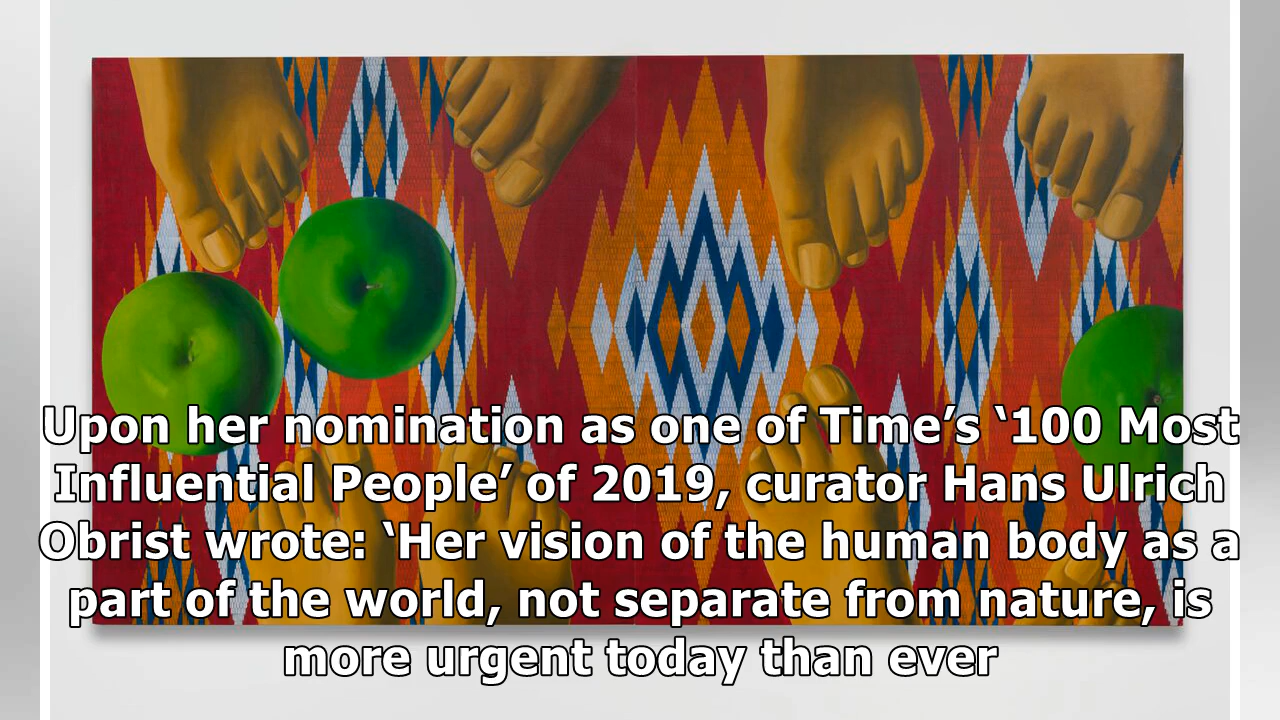 Upon her nomination as one of Time’s ‘100 Most
Influential People’ of 2019, curator Hans Ulrich
Obrist wrote: ‘Her vision of the human body as a
part of the world, not separate from nature, is
more urgent today than ever